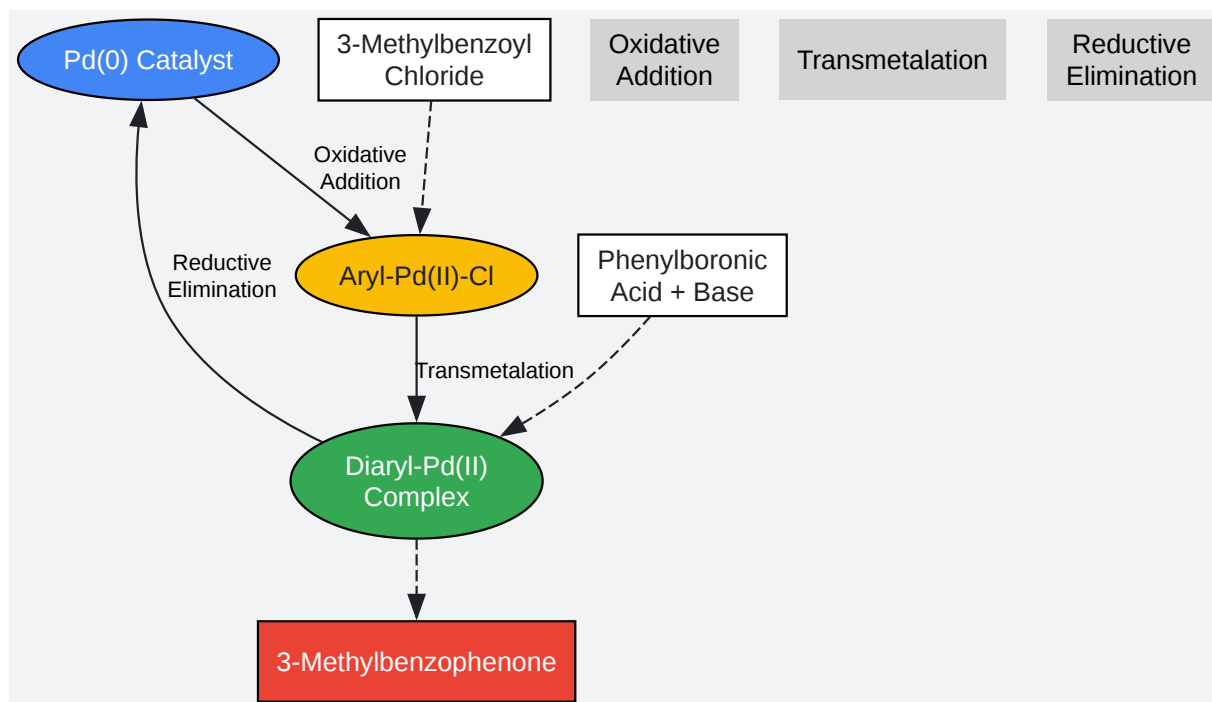 Pd(0) Catalyst
3-Methylbenzoyl
Chloride
Oxidative
Addition
Transmetalation
Reductive
Elimination
Oxidative
Addition
Reductive
Elimination
Aryl-Pd(II)-Cl
Phenylboronic
Acid + Base
Transmetalation
Diaryl-Pd(II)
Complex
3-Methylbenzophenone